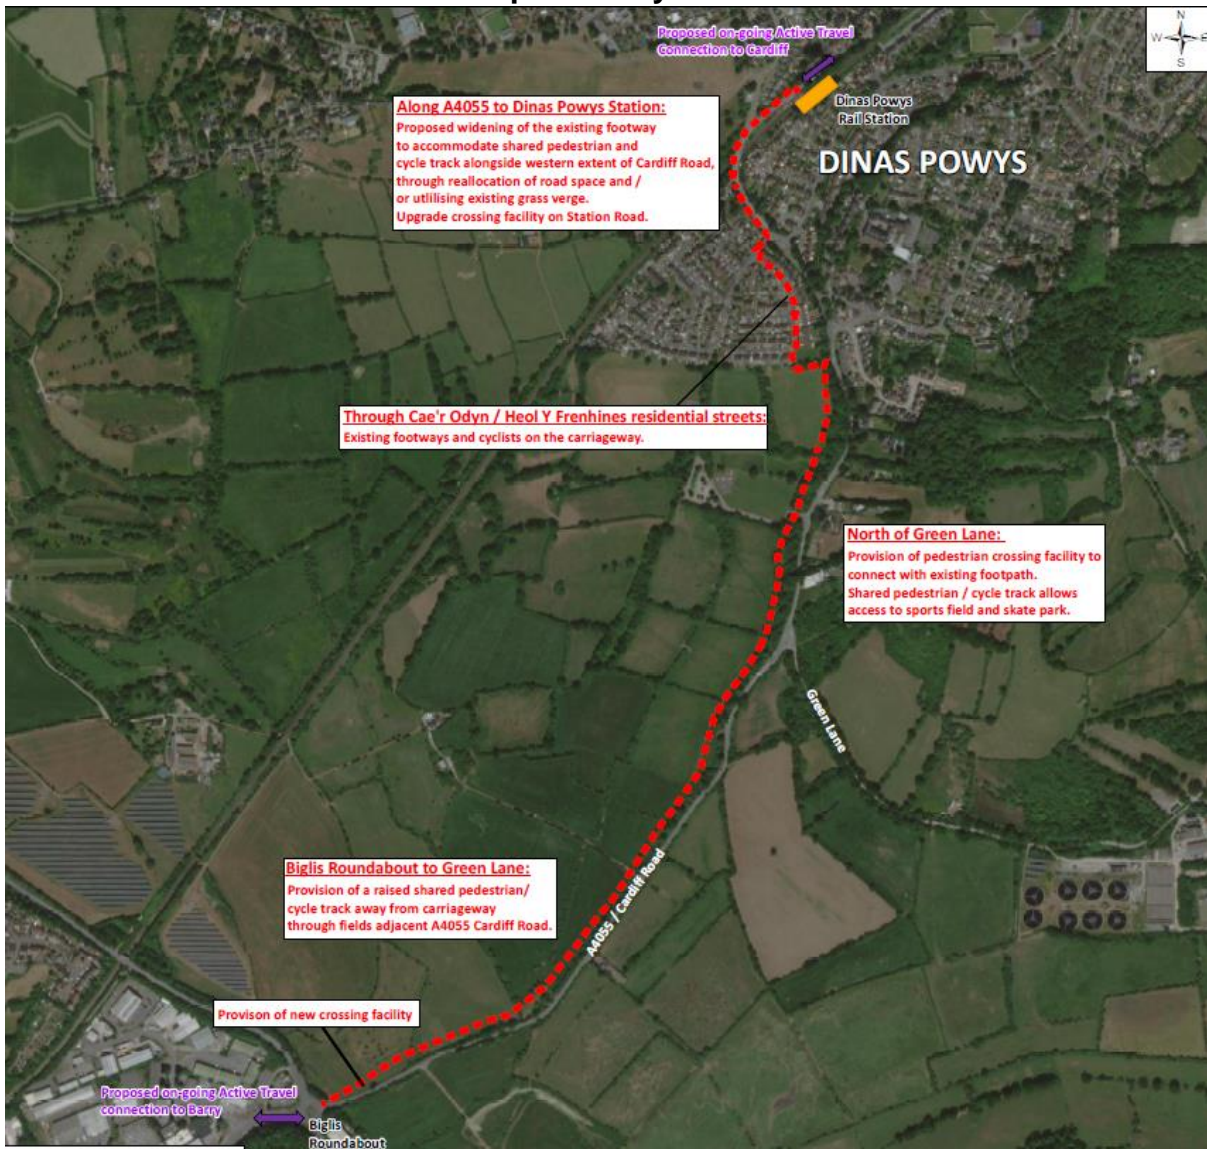 Proposed on-going Active Travel
Connection to Cardiff
N
W
E
S
Along A4055 to Dinas Powys Station:
Proposed widening of the existing footway
to accommodate shared pedestrian and
cycle track alongside western extent of Cardiff Road,
through reallocation of road space and /
or utlilising existing grass verge.
Upgrade crossing facility on Station Road.
Dinas Powys
Rail Station
DINAS POWYS
Through Cae'r Odyn / Heol Y Frenhines residential streets:
Existing footways and cyclists on the carriageway.
North of Green Lane:
Provision of pedestrian crossing facility to
connect with existing footpath.
Shared pedestrian / cycle track allows
access to sports field and skate park.
Green Lane
Biglis Roundabout to Green Lane:
Provision of a raised shared pedestrian/
cycle track away from carriageway
through fields adjacent A4055 Cardiff Road.
A4055 / Cardiff Road
Provison of new crossing facility
Proposed on-going Active Travel
connection to Barry
Biglis
Roundabout